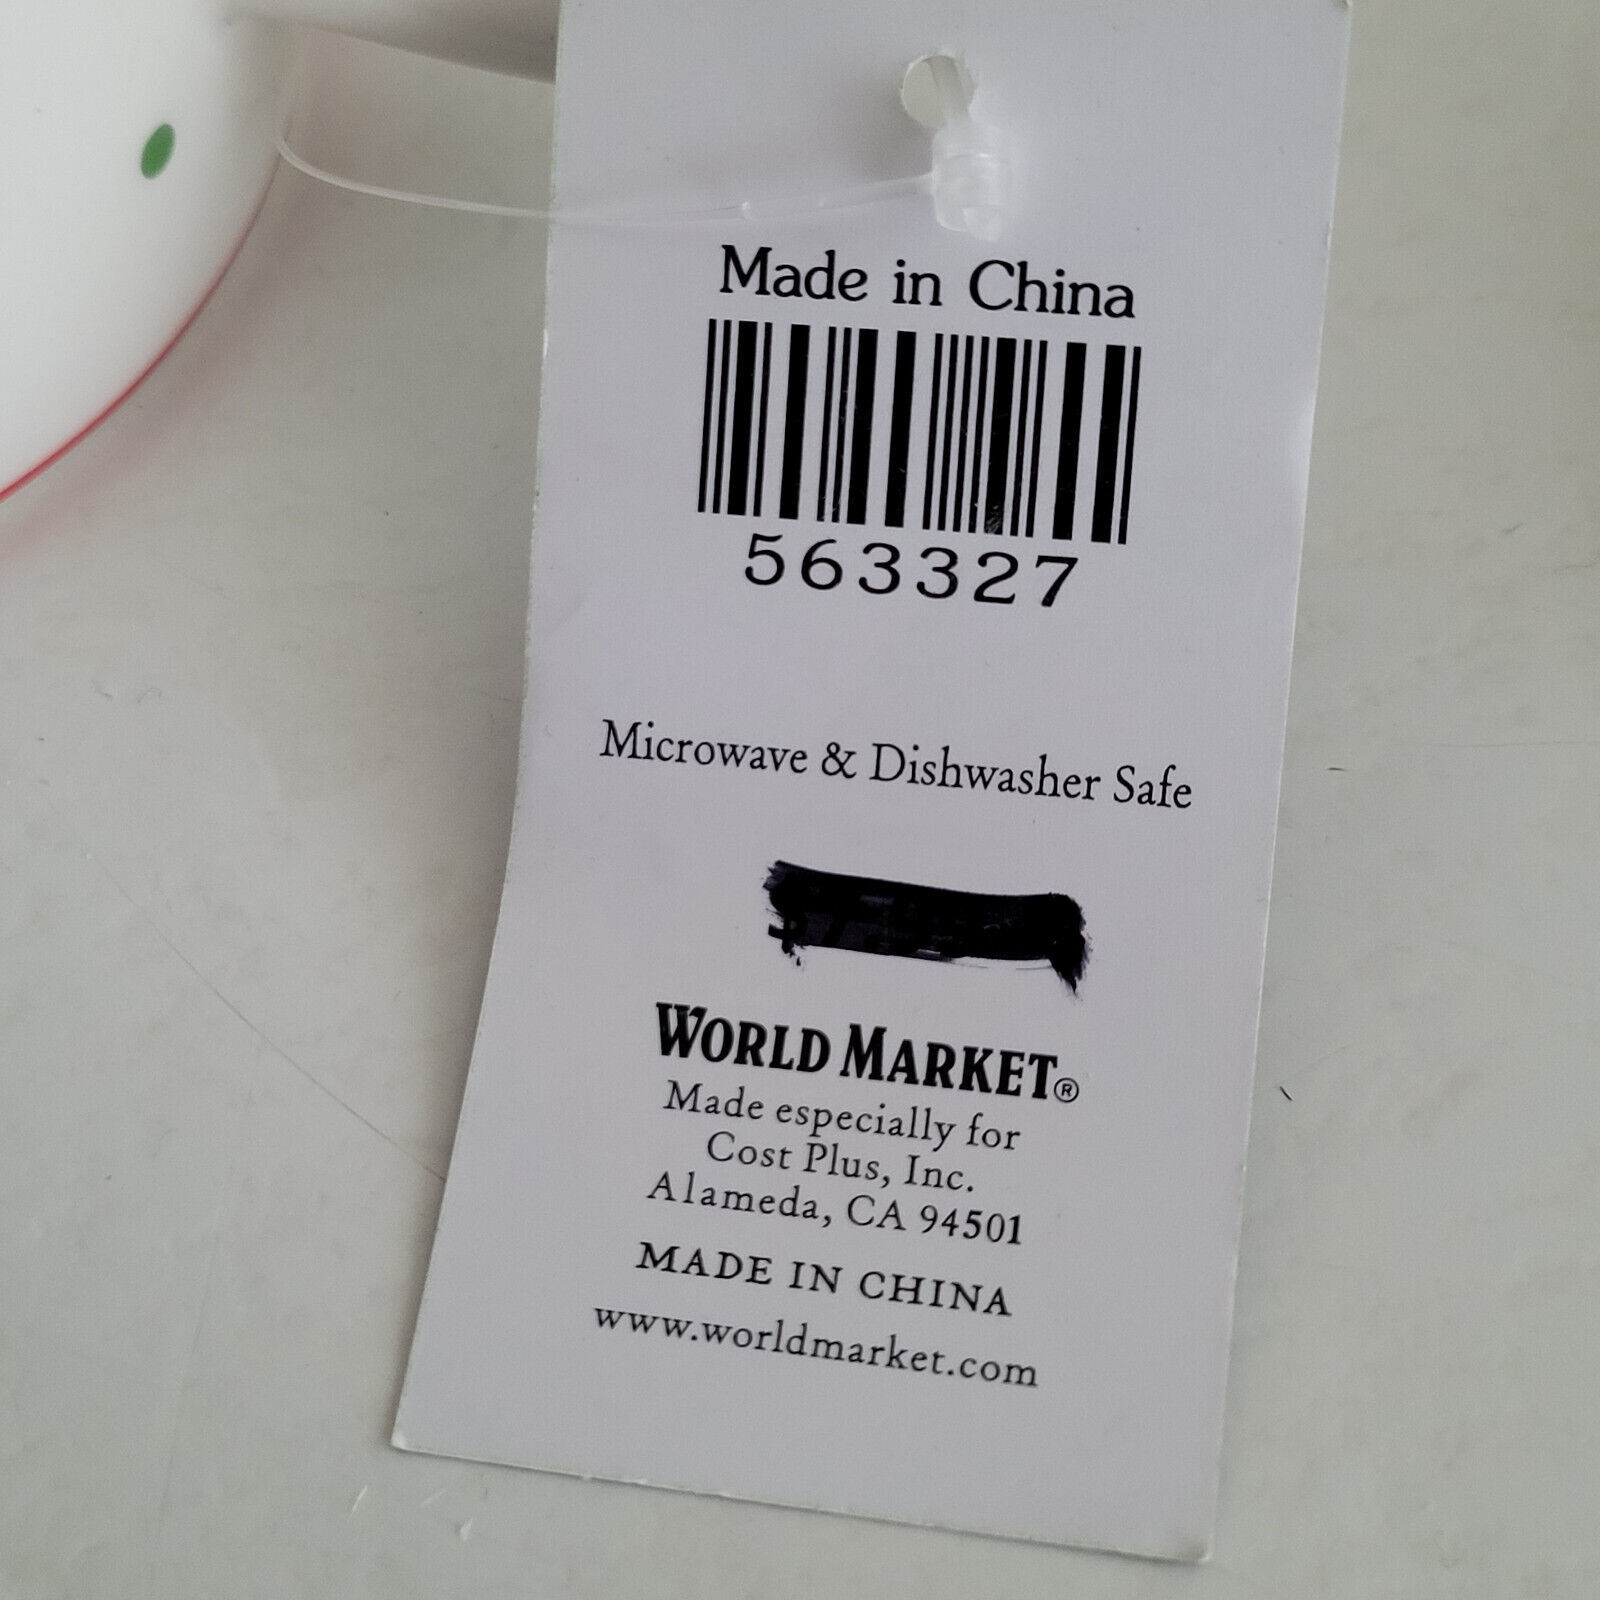 Made in China
563327
Microwave & Dishwasher Safe
WORLD MARKET®
Made especially for
Cost Plus, Inc.
Alameda, CA 94501
MADE IN CHINA
www.worldmarket.com